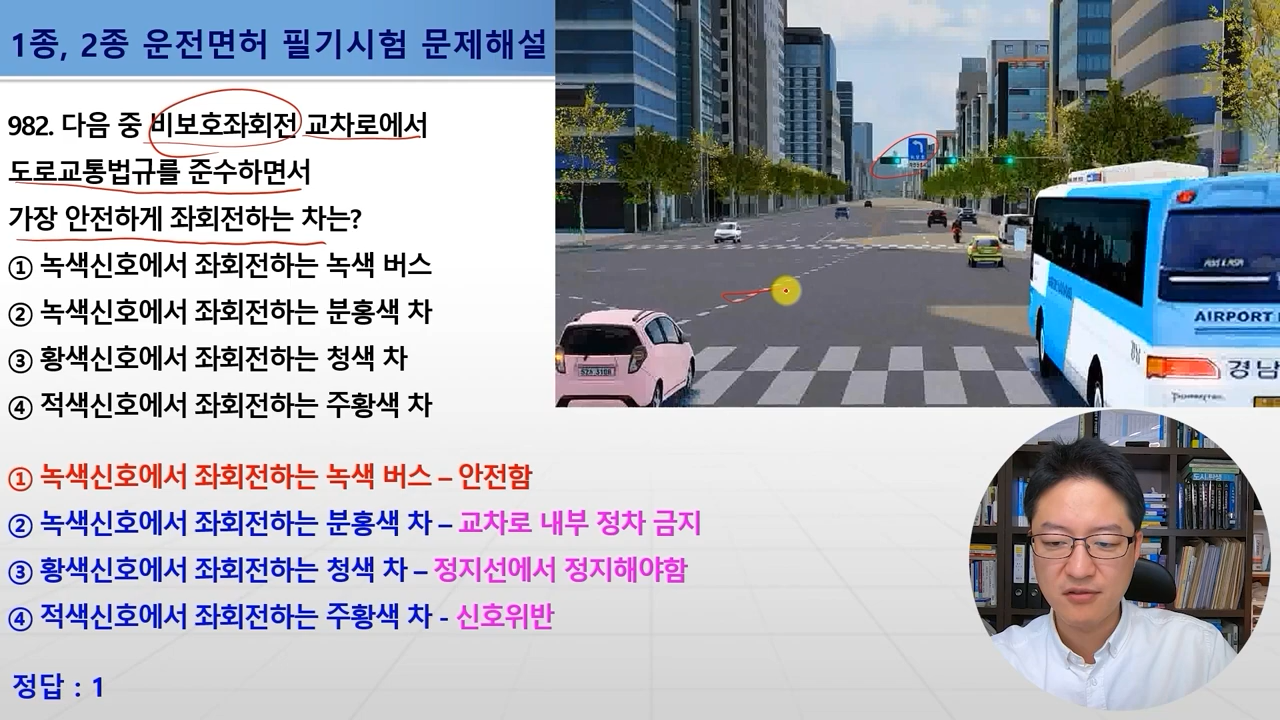 1종, 2종 운전면허 필기시험 문제해설
982. 다음 중 비보호좌회전 교차로에서
도로교통법규를 준수하면서
가장 안전하게 좌회전하는 차는?
① 녹색신호에서 좌회전하는 녹색 버스
② 녹색신호에서 좌회전하는 분홍색 차
③ 황색신호에서 좌회전하는 청색 차
④ 적색신호에서 좌회전하는 주황색 차
① 녹색신호에서 좌회전하는 녹색 버스 – 안전함
② 녹색신호에서 좌회전하는 분홍색 차 – 교차로 내부 정차 금지
③ 황색신호에서 좌회전하는 청색 차 – 정지선에서 정지해야함
④ 적색신호에서 좌회전하는 주황색 차 - 신호위반
정답 : 1
AIRPORT
경남